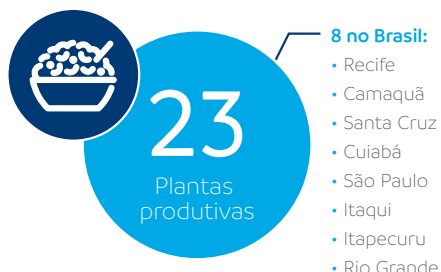 23
Plantas
produtivas
8 no Brasil:
• Recife
• Camaquã
• Santa Cruz
• Cuiabá
• São Paulo
• Itaqui
• Itapecuru
• Rio Grande